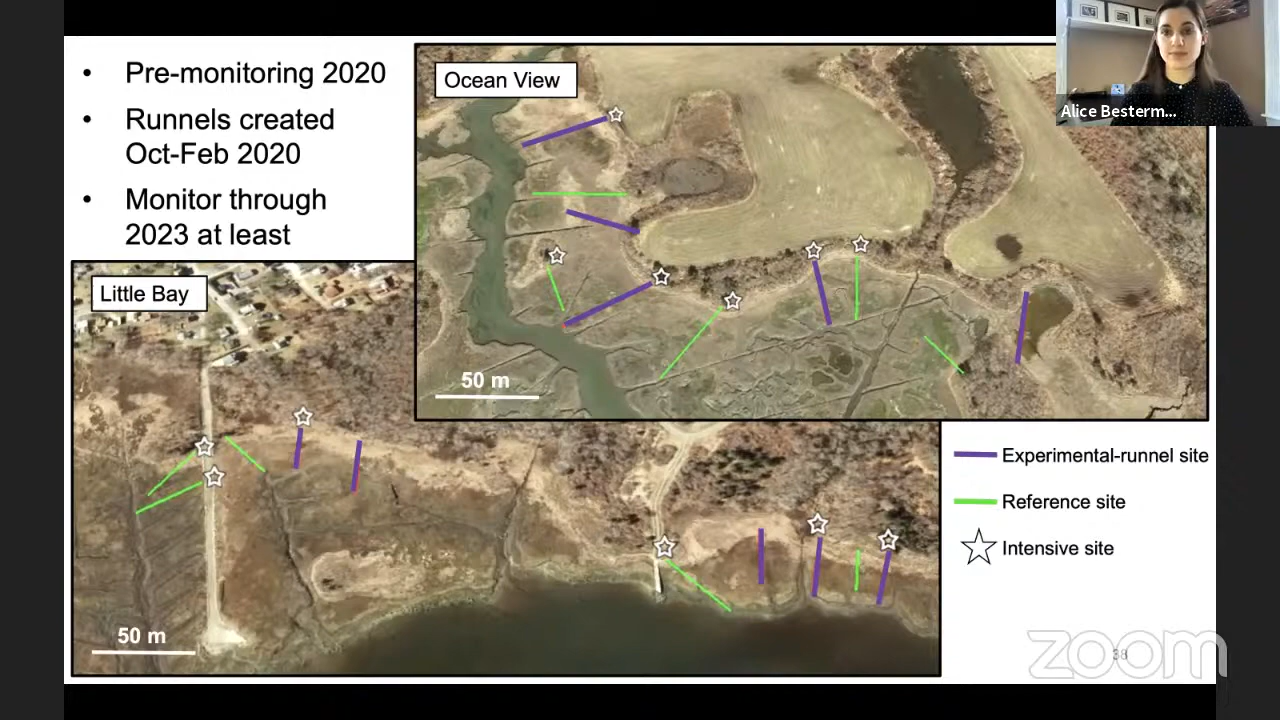 • Pre-monitoring 2020
• Runnels created
Oct-Feb 2020
• Monitor through
2023 at least
Ocean View
50 m
Alice Besterm...
Little Bay
50 m
Experimental-runnel site
Reference site
Intensive site
38
zoom